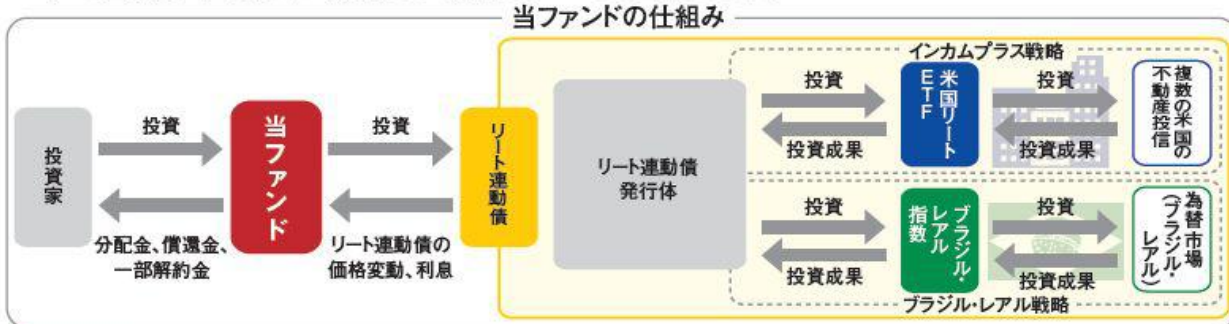 当ファンドの仕組み
投資家
投資
分配金、償還金、
一部解約金
当ファンド
投資
リート連動債の
価格変動、利息
リート連動債
リート連動債
発行体
インカムプラス戦略
投資
投資成果
米国リート
ETF
投資
投資成果
複数の米国の
不動産投信
投資
投資成果
ブラジル・
レアル
指数
投資
投資成果
為替市場
(ブラジル・
レアル)
ブラジル・レアル戦略